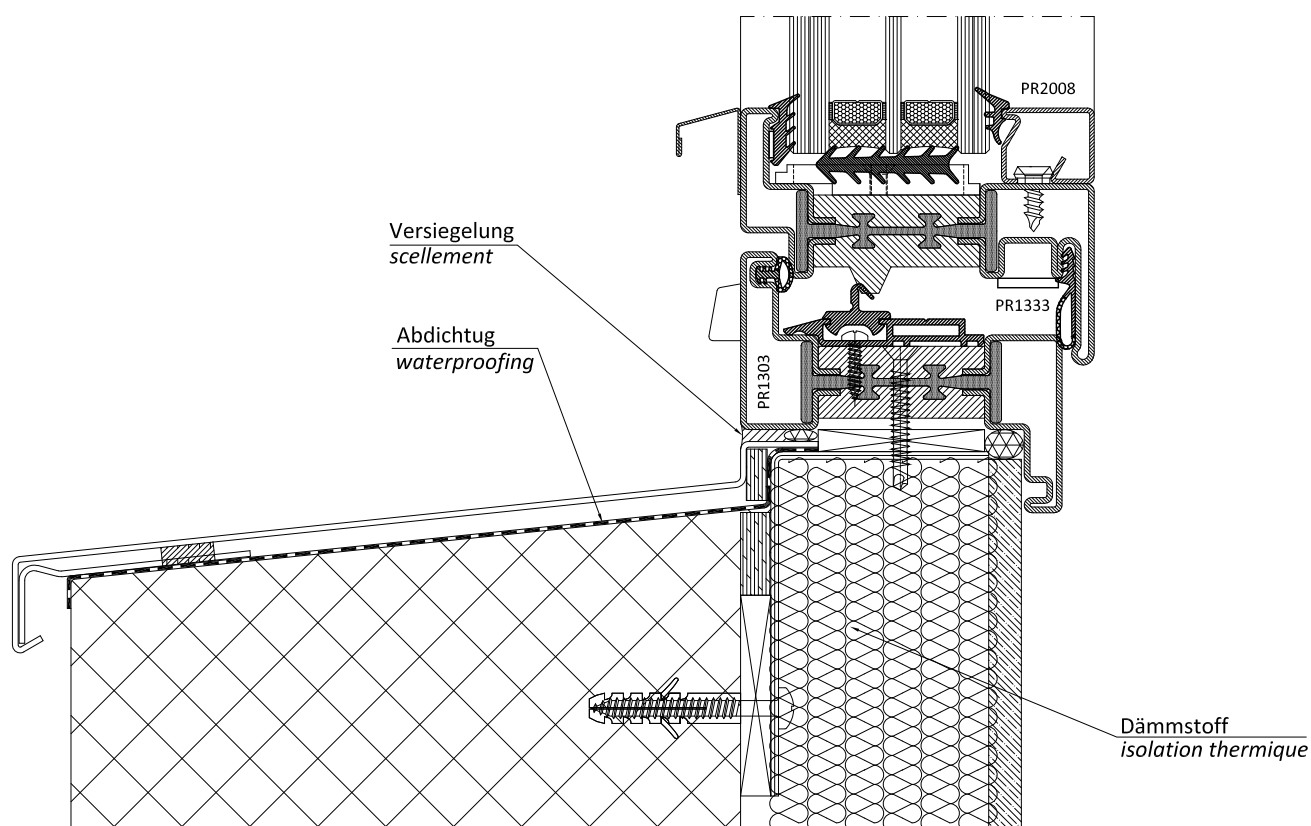 PR2008
Versiegelung
scellement
PR1333
Abdichtug
waterproofing
PR1303
Dämmstoff
isolation thermique